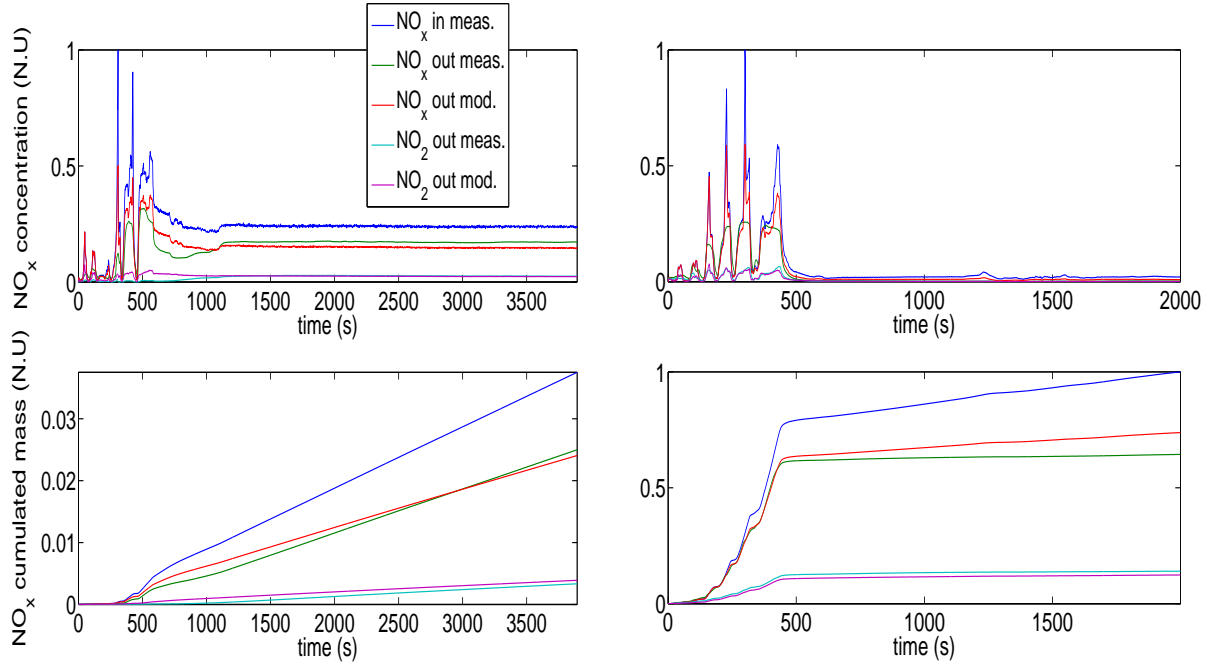 NOx in meas.
NOx out meas.
NOx out mod.
NO2 out meas.
NO2 out mod.
NOx concentration (N.U)
1
0.5
0
0 500 1000 1500 2000 2500 3000 3500
time (s)
1
0.5
0
0 500 1000 1500 2000
time (s)
NOx cumulated mass (N.U)
0.03
0.02
0.01
0
0 500 1000 1500 2000 2500 3000 3500
time (s)
1
0.5
0
0 500 1000 1500
time (s)